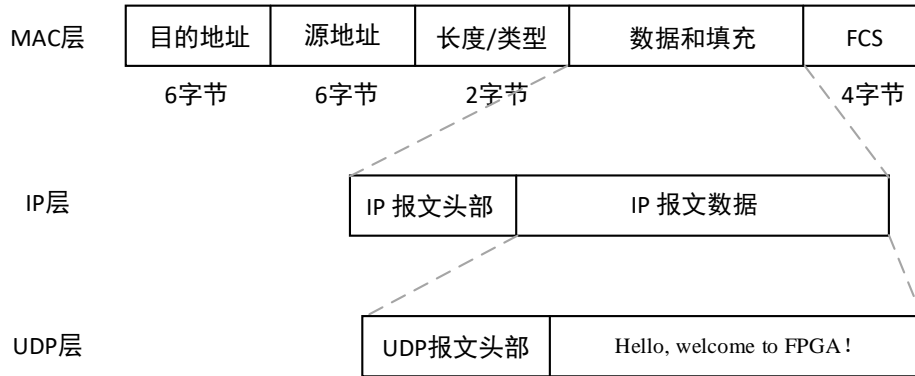 MAC层 目的地址 源地址 长度/类型 数据和填充 FCS
6字节 6字节 2字节 4字节
IP层 IP 报文头部 IP 报文数据
UDP层 UDP报文头部 Hello, welcome to FPGA！